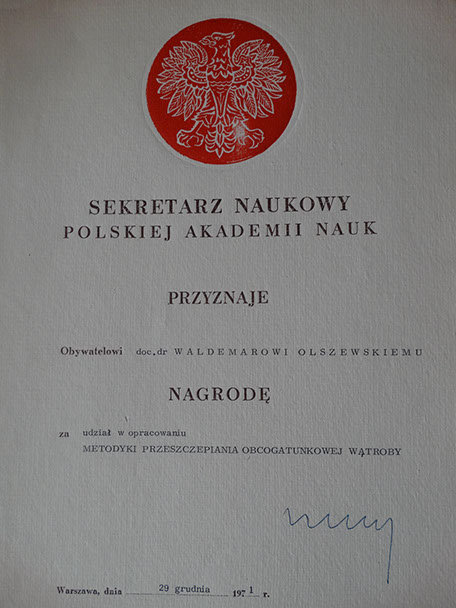 SEKRETARZ NAUKOWY
POLSKIEJ AKADEMII NAUK
PRZYZNAJE
Obywatelowi doc.dr WALDEMAROWI OLSZEWSKIEMU
NAGRODĘ
za udział w opracowaniu
METODYKI PRZESZCZEPIANIA OBCOGATUNKOWEJ WĄTROBY
Warszawa, dnia 29 grudnia 1971 r.